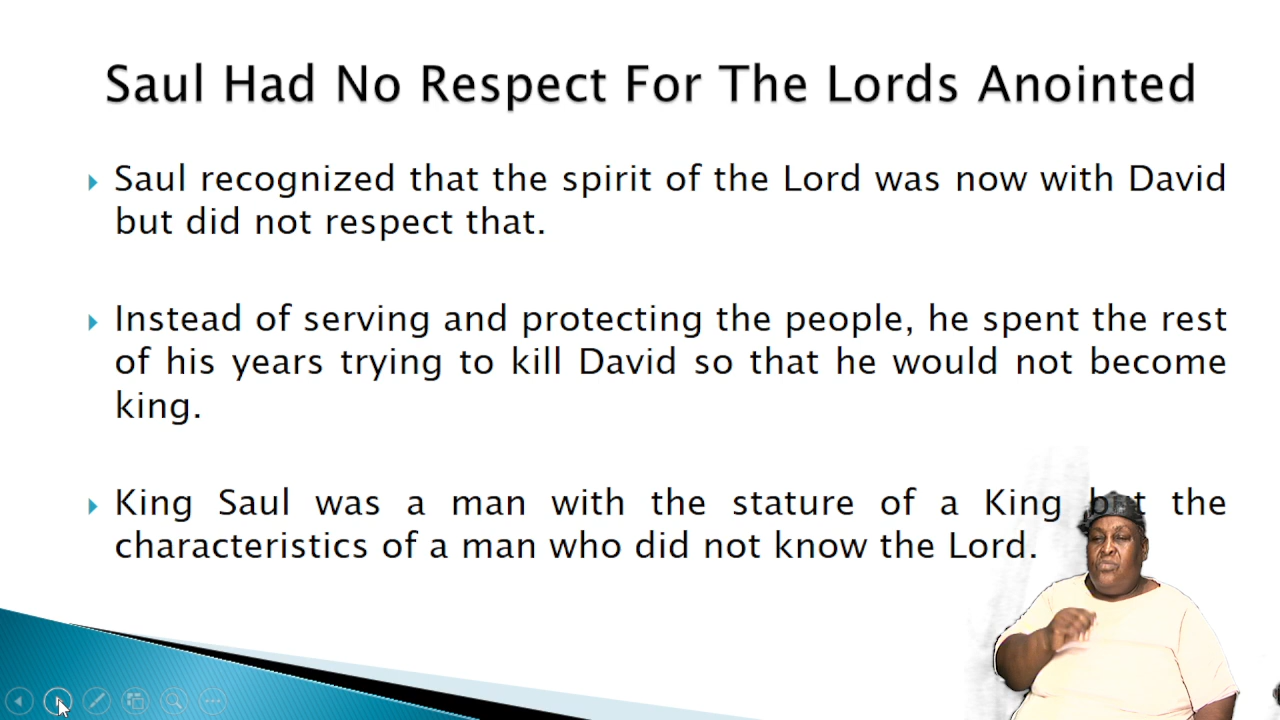 Saul Had No Respect For The Lords Anointed
Saul recognized that the spirit of the Lord was now with David
but did not respect that.
Instead of serving and protecting the people, he spent the rest
of his years trying to kill David so that he would not become
king.
King Saul was a man with the stature of a King but the
characteristics of a man who did not know the Lord.